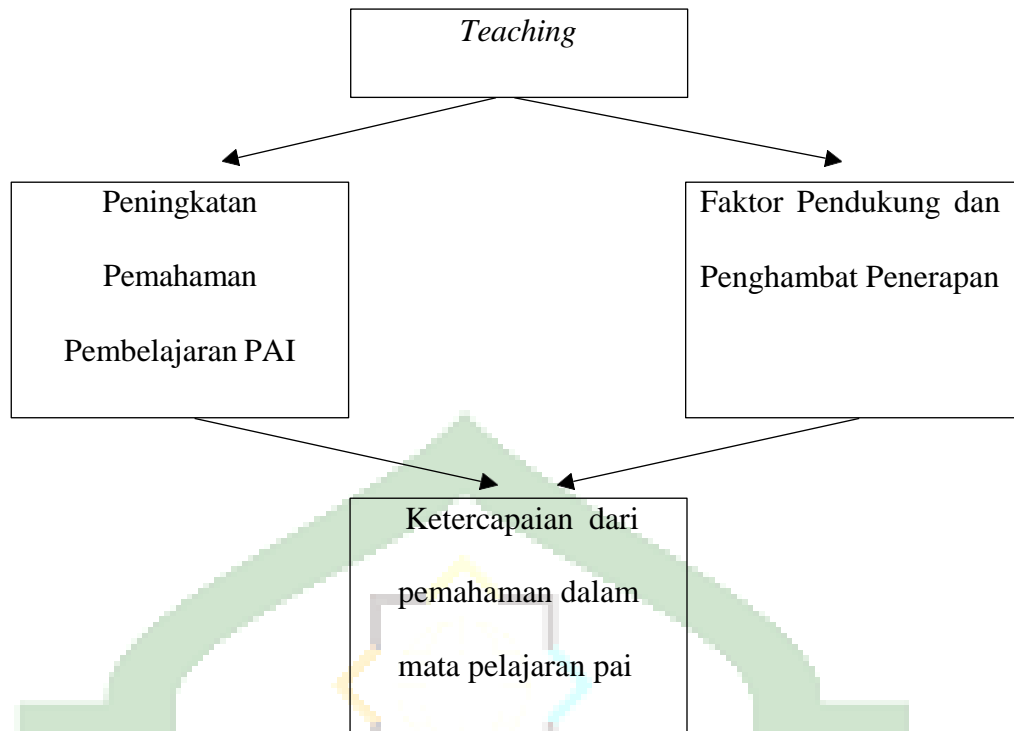 Teaching
Peningkatan
Pemahaman
Pembelajaran PAI
Faktor Pendukung dan
Penghambat Penerapan
Ketercapaian dari
pemahaman dalam
mata pelajaran pai